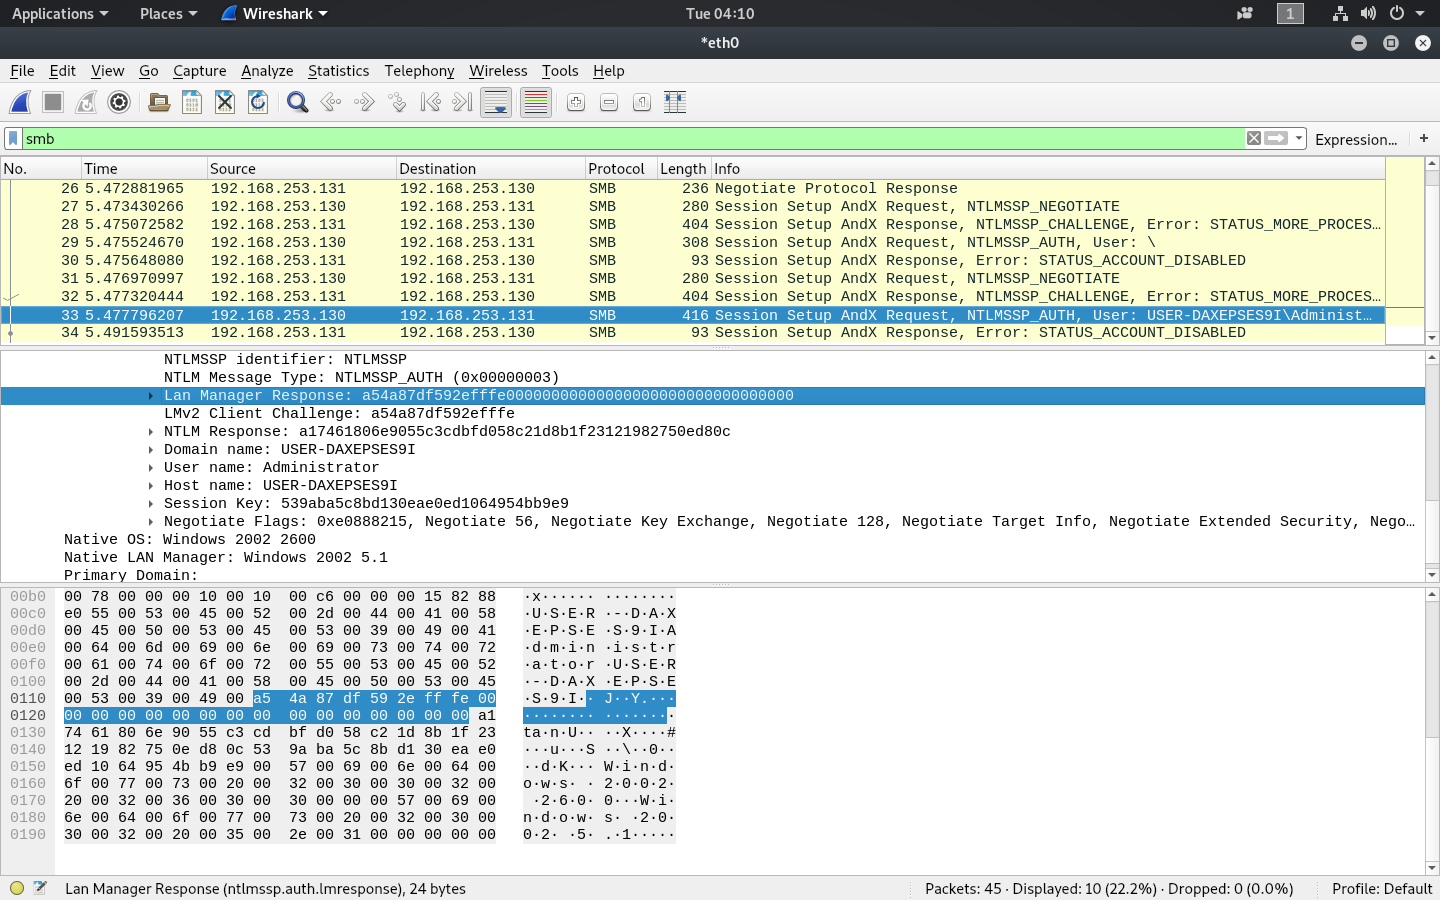 Applications Places Wireshark Tue 04:10 1
*eth0
File Edit View Go Capture Analyze Statistics Telephony Wireless Tools Help
smb Expression... +
No. Time Source Destination Protocol Length Info
26 5.472881965 192.168.253.131 192.168.253.130 SMB 236 Negotiate Protocol Response
27 5.473430266 192.168.253.130 192.168.253.131 SMB 280 Session Setup AndX Request, NTLMSSP_NEGOTIATE
28 5.475072582 192.168.253.131 192.168.253.130 SMB 404 Session Setup AndX Response, NTLMSSP_CHALLENGE, Error: STATUS_MORE_PROCES…
29 5.475524670 192.168.253.130 192.168.253.131 SMB 308 Session Setup AndX Request, NTLMSSP_AUTH, User: \
30 5.475648080 192.168.253.131 192.168.253.130 SMB 93 Session Setup AndX Response, Error: STATUS_ACCOUNT_DISABLED
31 5.476970997 192.168.253.130 192.168.253.131 SMB 280 Session Setup AndX Request, NTLMSSP_NEGOTIATE
32 5.477320444 192.168.253.131 192.168.253.130 SMB 404 Session Setup AndX Response, NTLMSSP_CHALLENGE, Error: STATUS_MORE_PROCES…
33 5.477796207 192.168.253.130 192.168.253.131 SMB 416 Session Setup AndX Request, NTLMSSP_AUTH, User: USER-DAXEPSES9I\Administ…
34 5.491593513 192.168.253.131 192.168.253.130 SMB 93 Session Setup AndX Response, Error: STATUS_ACCOUNT_DISABLED
NTLMSSP identifier: NTLMSSP
NTLM Message Type: NTLMSSP_AUTH (0x00000003)
Lan Manager Response: a54a87df592efffe00000000000000000000000000000000
LMv2 Client Challenge: a54a87df592efffe
NTLM Response: a17461806e9055c3cdbfd058c21d8b1f23121982750ed80c
Domain name: USER-DAXEPSES9I
User name: Administrator
Host name: USER-DAXEPSES9I
Session Key: 539aba5c8bd130eae0ed1064954bb9e9
Negotiate Flags: 0xe0888215, Negotiate 56, Negotiate Key Exchange, Negotiate 128, Negotiate Target Info, Negotiate Extended Security, Nego…
Native OS: Windows 2002 2600
Native LAN Manager: Windows 2002 5.1
Primary Domain:
00b0 00 78 00 00 00 10 00 10 00 c6 00 00 00 15 82 88 ·x······ ········
00c0 e0 55 00 53 00 45 00 52 00 2d 00 44 00 41 00 58 ·U·S·E·R ·-·D·A·X
00d0 00 45 00 50 00 53 00 45 00 53 00 39 00 49 00 41 ·E·P·S·E ·S·9·I·A
00e0 00 64 00 6d 00 69 00 6e 00 69 00 73 00 74 00 72 ·d·m·i·n ·i·s·t·r
00f0 00 61 00 74 00 6f 00 72 00 55 00 53 00 45 00 52 ·a·t·o·r ·U·S·E·R
0100 00 2d 00 44 00 41 00 58 00 45 00 50 00 53 00 45 ·-·D·A·X ·E·P·S·E
0110 00 53 00 39 00 49 00 a5 4a 87 df 59 2e ff fe 00 ·S·9·I·· J··Y.···
0120 00 00 00 00 00 00 00 00 00 00 00 00 00 00 00 a1 ········ ········
0130 74 61 80 6e 90 55 c3 cd bf d0 58 c2 1d 8b 1f 23 ta·n·U·· ··X····#
0140 12 19 82 75 0e d8 0c 53 9a ba 5c 8b d1 30 ea e0 ···u···S ··\··0··
0150 ed 10 64 95 4b b9 e9 00 57 00 69 00 6e 00 64 00 ··d·K··· W·i·n·d·
0160 6f 00 77 00 73 00 20 00 32 00 30 00 30 00 32 00 o·w·s· · 2·0·0·2·
0170 20 00 32 00 36 00 30 00 30 00 00 00 57 00 69 00 ·2·6·0· 0···W·i·
0180 6e 00 64 00 6f 00 77 00 73 00 20 00 32 00 30 00 n·d·o·w· s· ·2·0·
0190 30 00 32 00 20 00 35 00 2e 00 31 00 00 00 00 00 0·2· ·5· .·1·····
Lan Manager Response (ntlmssp.auth.lmresponse), 24 bytes Packets: 45 · Displayed: 10 (22.2%) · Dropped: 0 (0.0%) Profile: Default